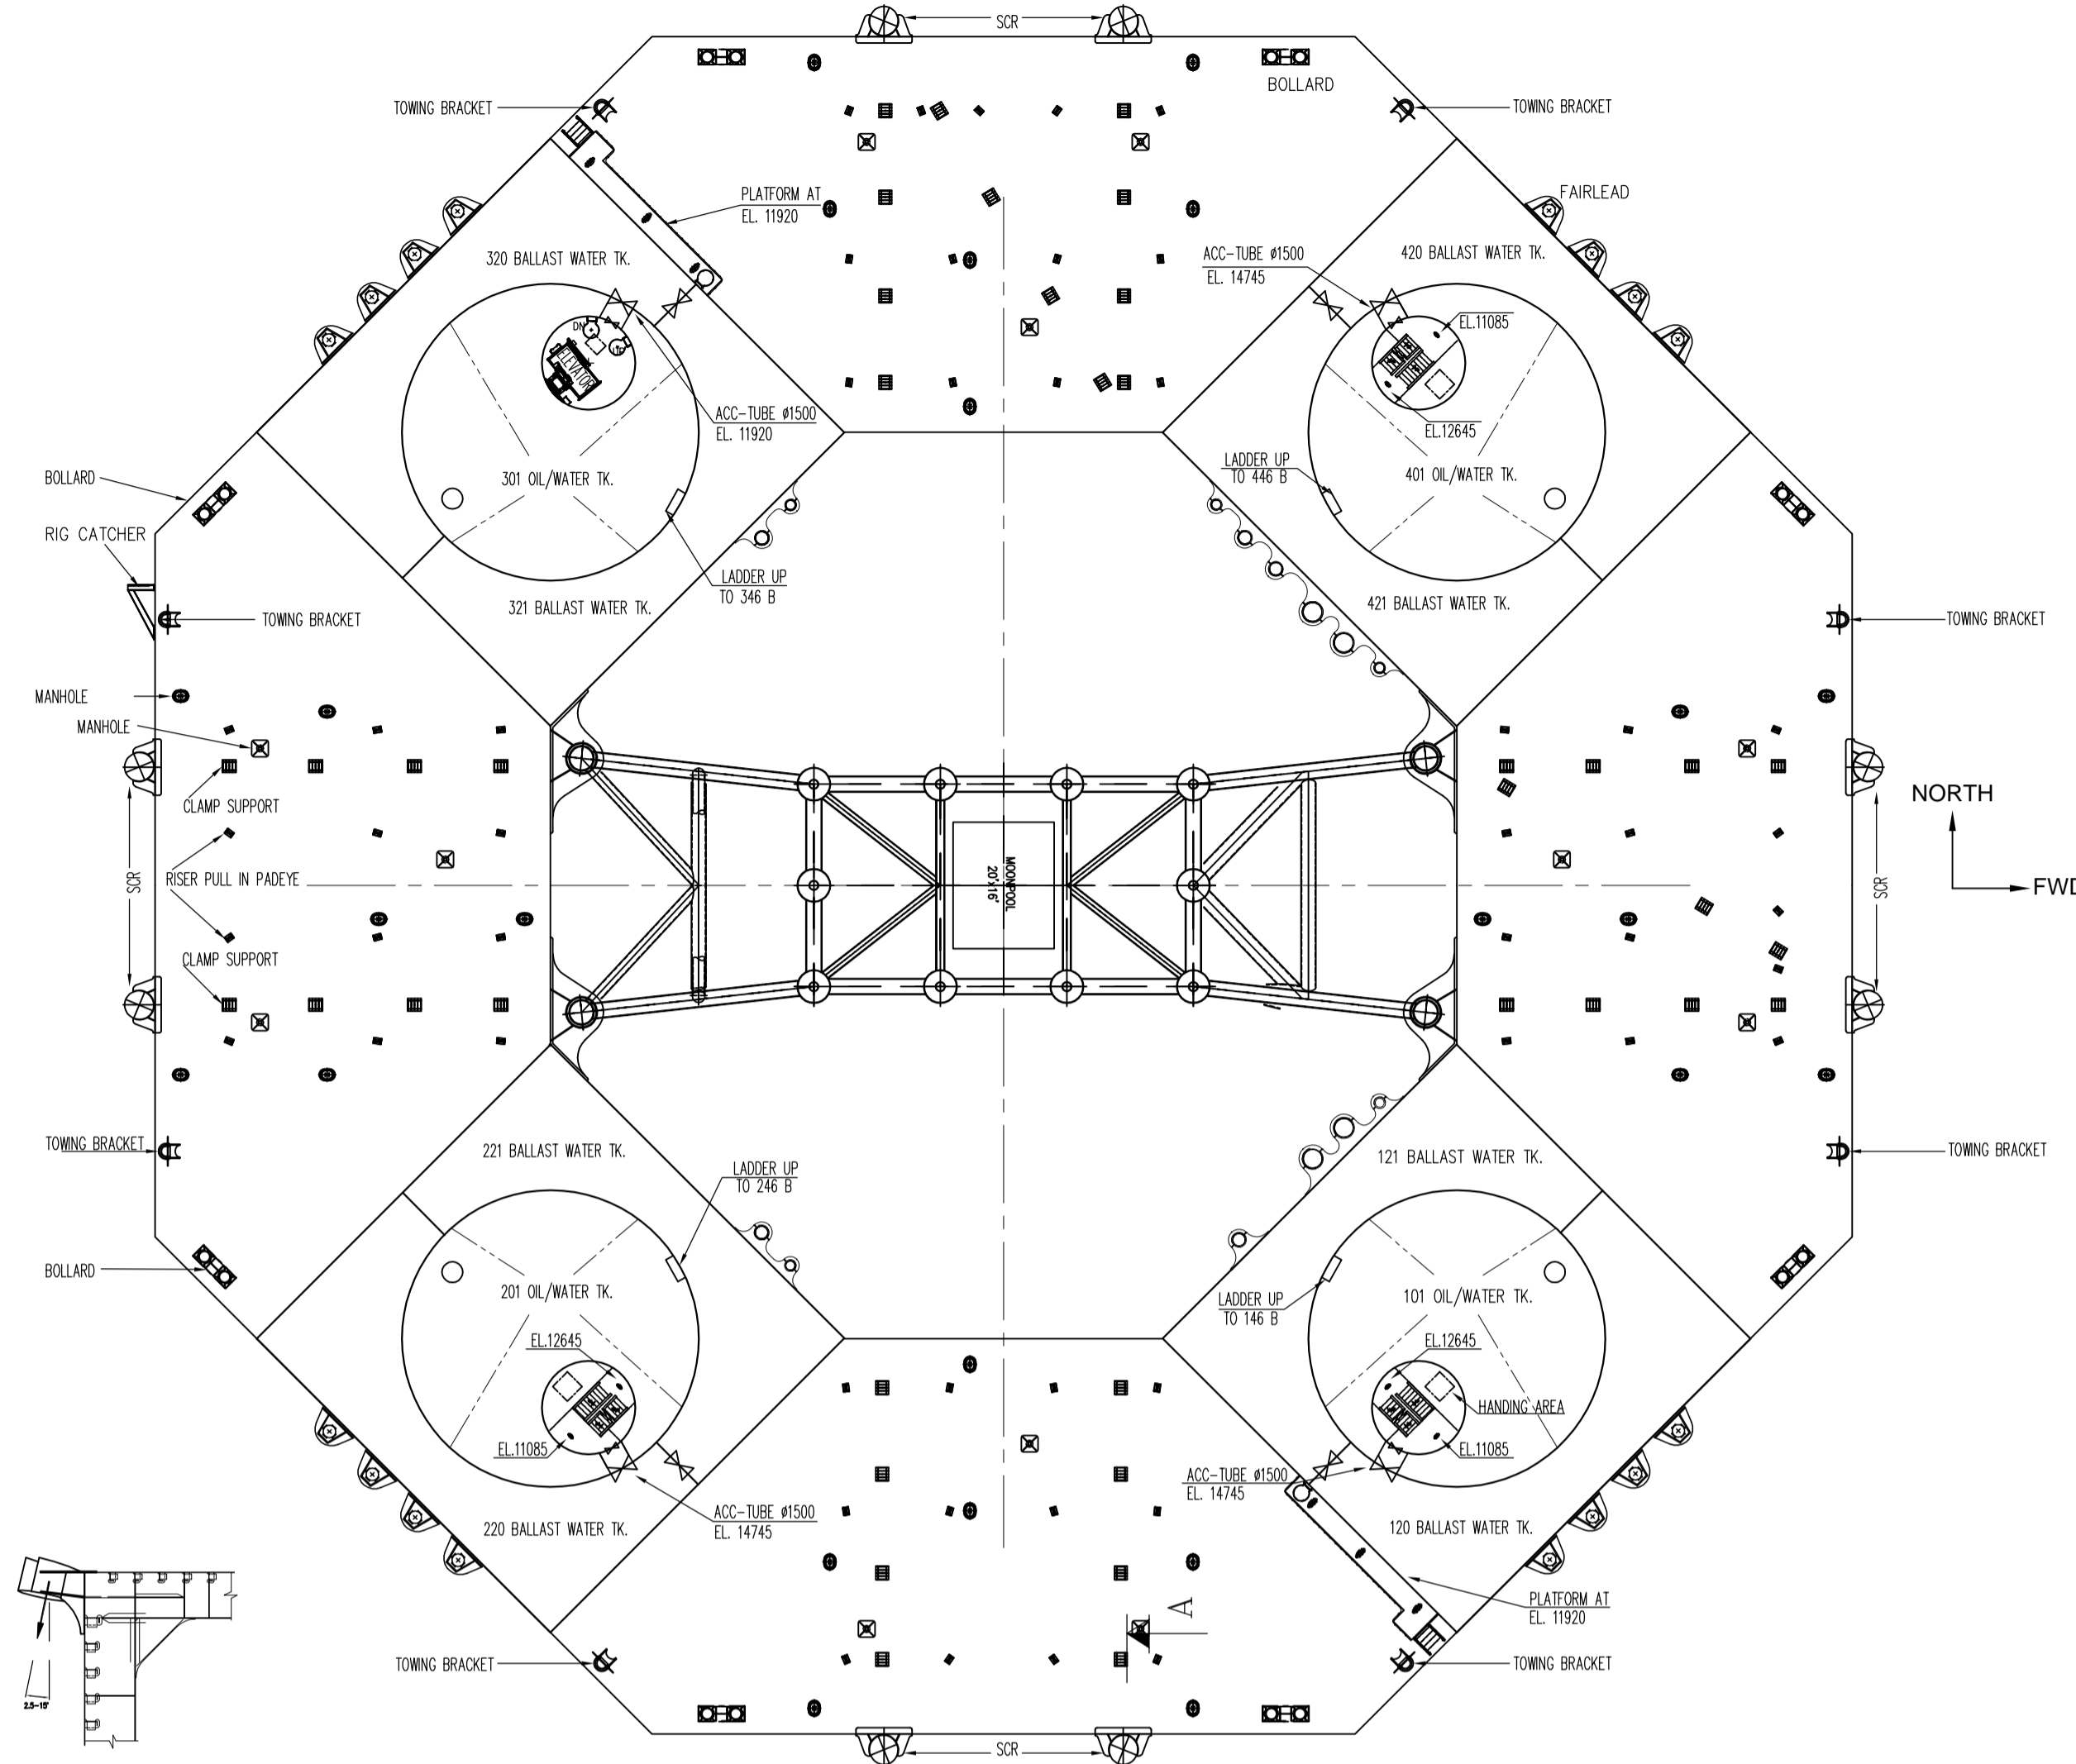 SCR
BOLLARD
TOWING BRACKET
TOWING BRACKET
PLATFORM AT
EL. 11920
FAIRLEAD
320 BALLAST WATER TK.
ACC-TUBE ø1500
EL. 14745
420 BALLAST WATER TK.
DN
UP
ELEVATOR
EL.11085
ACC-TUBE ø1500
EL. 11920
EL.12645
BOLLARD
301 OIL/WATER TK.
LADDER UP
TO 446 B
401 OIL/WATER TK.
RIG CATCHER
LADDER UP
TO 346 B
321 BALLAST WATER TK.
421 BALLAST WATER TK.
TOWING BRACKET
TOWING BRACKET
MANHOLE
MANHOLE
CLAMP SUPPORT
NORTH
SCR
RISER PULL IN PADEYE
MOONPOOL
20'x16'
SCR
FWD
CLAMP SUPPORT
TOWING BRACKET
221 BALLAST WATER TK.
LADDER UP
TO 246 B
121 BALLAST WATER TK.
TOWING BRACKET
BOLLARD
201 OIL/WATER TK.
LADDER UP
TO 146 B
101 OIL/WATER TK.
EL.12645
EL.12645
HANDING AREA
EL.11085
EL.11085
ACC-TUBE ø1500
EL. 14745
ACC-TUBE ø1500
EL. 14745
220 BALLAST WATER TK.
120 BALLAST WATER TK.
PLATFORM AT
EL. 11920
A
TOWING BRACKET
TOWING BRACKET
2.5-15°
SCR